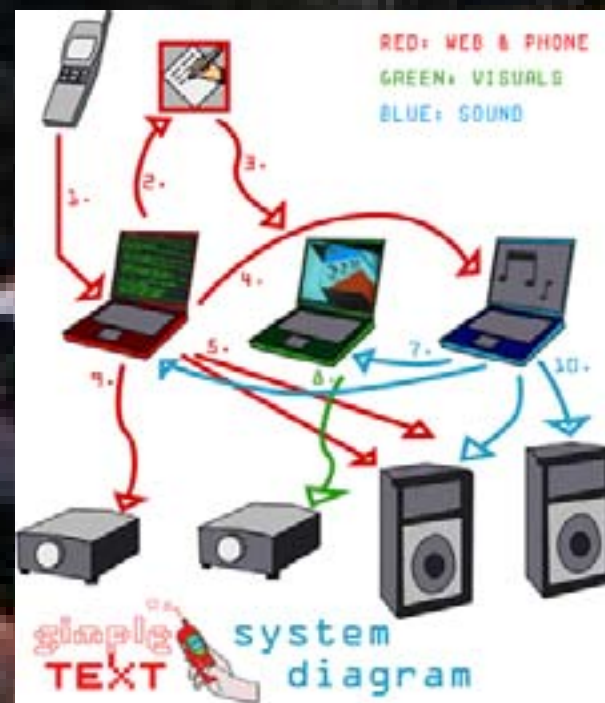 RED: WEB & PHONE
GREEN: VISUALS
BLUE: SOUND
1.
2.
3.
4.
5.
7.
8.
9.
10.
simple
TEXT
system
diagram